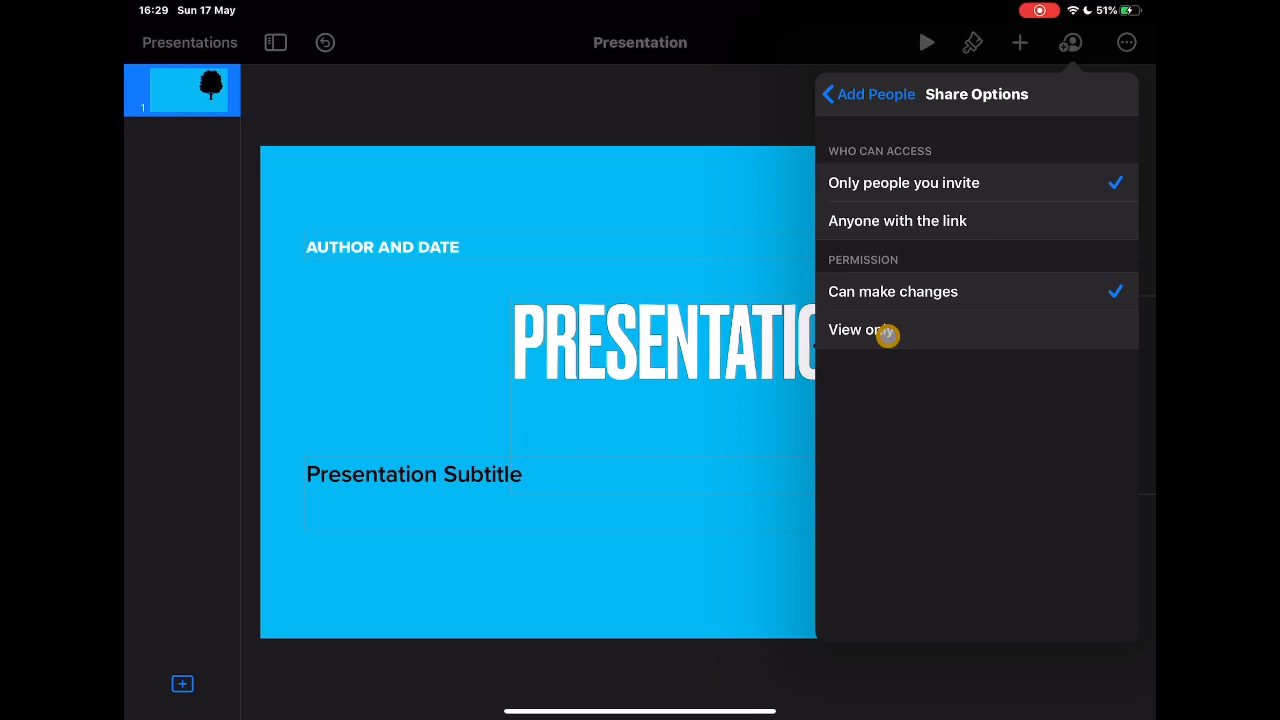 16:29 Sun 17 May
51%
Presentations
Presentation
Add People Share Options
1
WHO CAN ACCESS
Only people you invite
Anyone with the link
PERMISSION
Can make changes
View only
AUTHOR AND DATE
PRESENTATIO
Presentation Subtitle